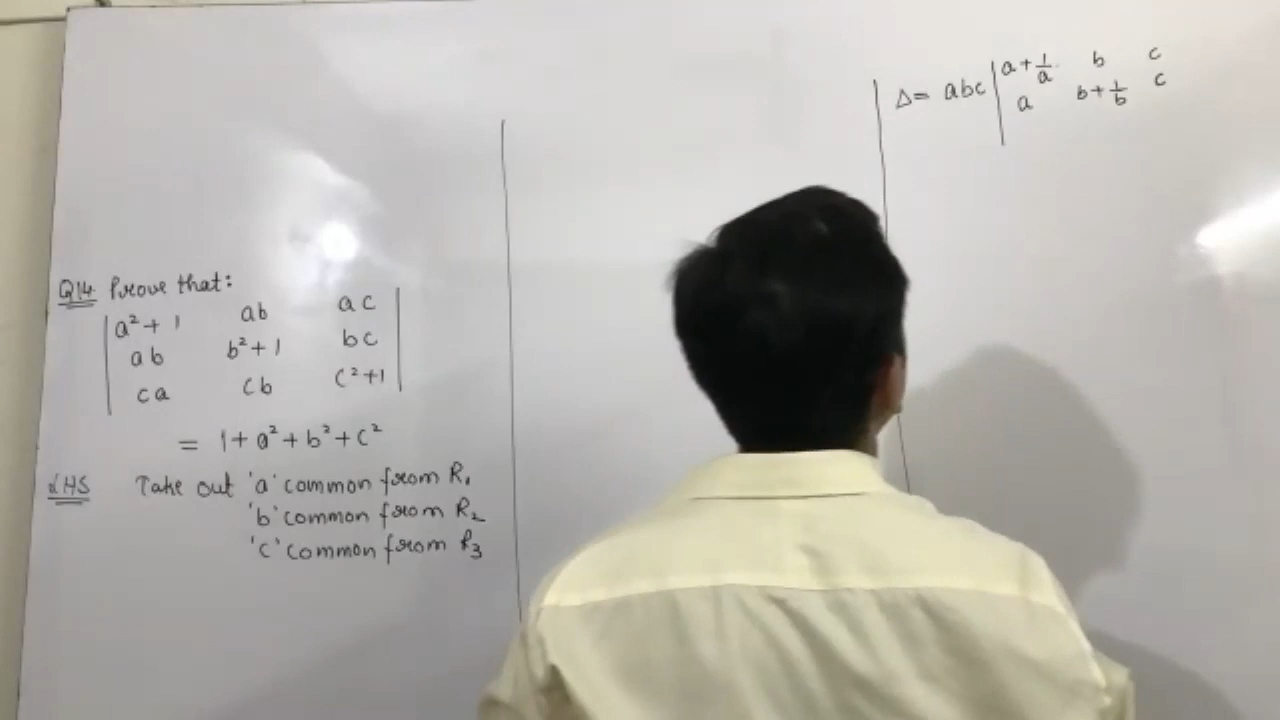 Q14. Prove that:
| a² + 1   ab   ac |
| ab   b² + 1   bc |
| ca   cb   c² + 1 |
= 1 + a² + b² + c²
LHS Take out 'a' common from R₁
'b' common from R₂
'c' common from R₃
Δ = abc | a + 1/a   b   c
| a   b + 1/b   c